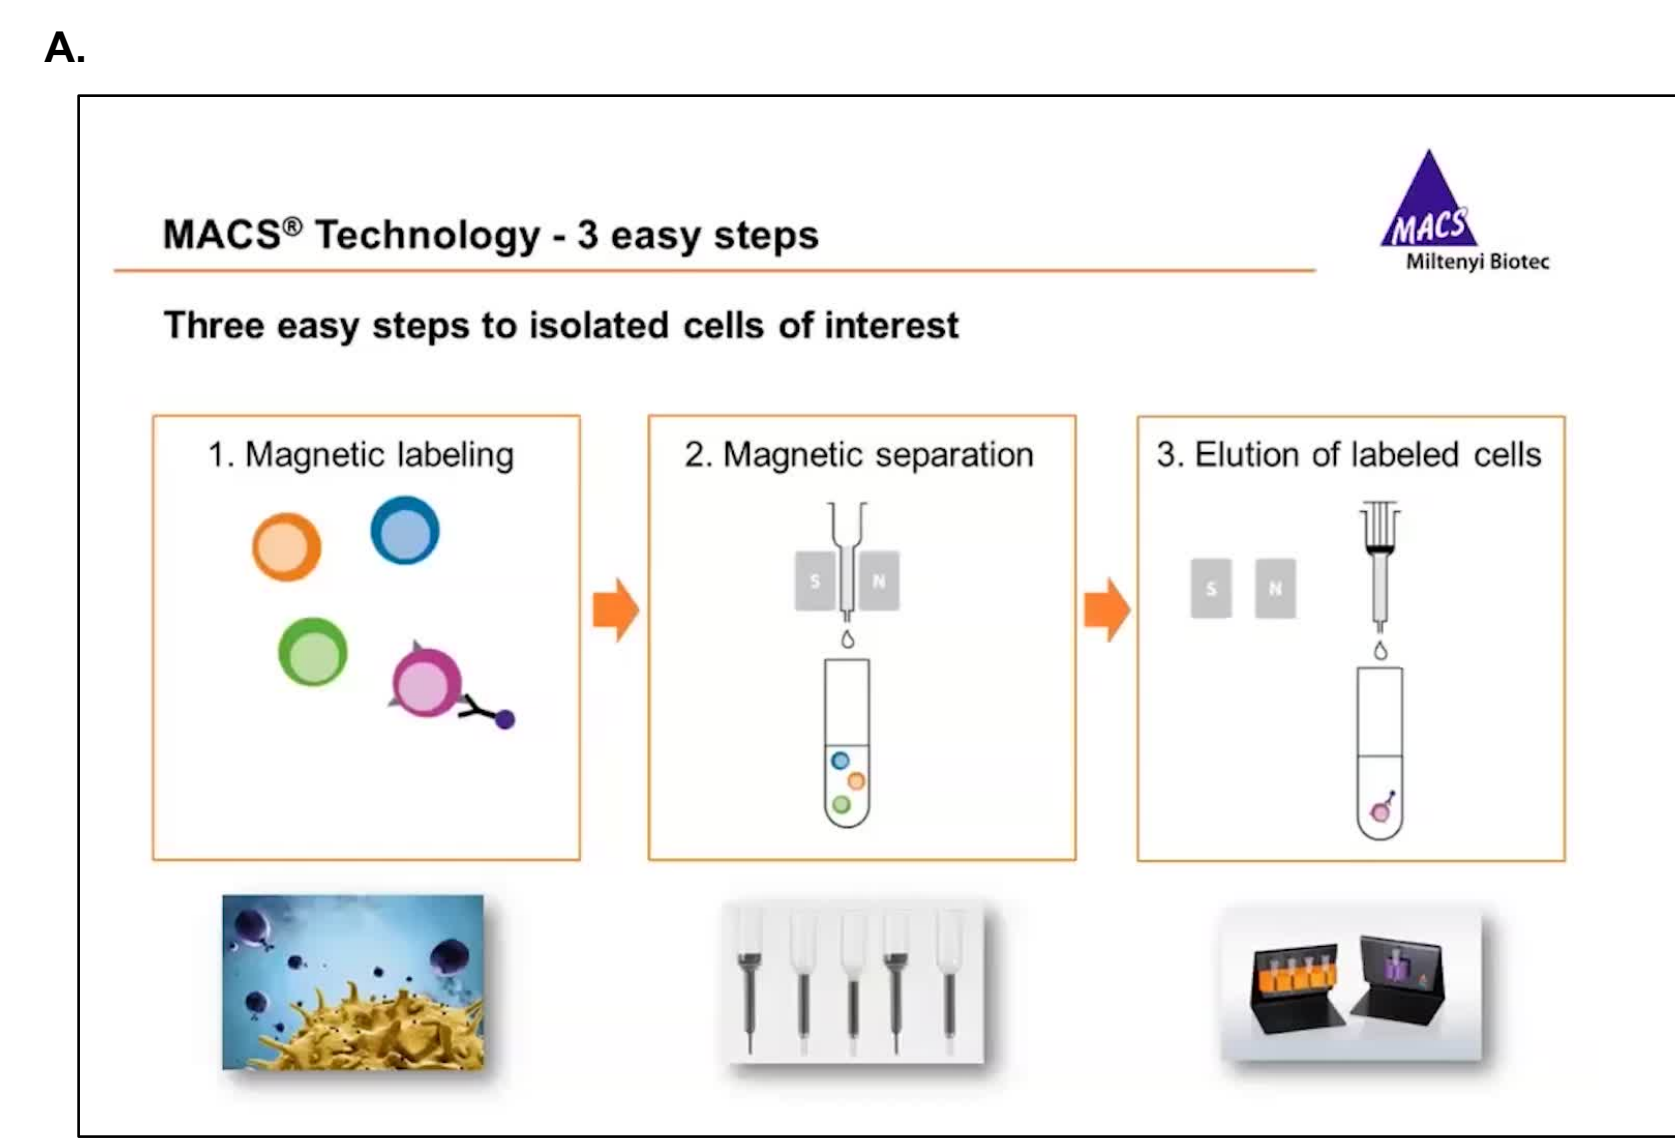 A.
MACS® Technology - 3 easy steps
MACS
Miltenyi Biotec
Three easy steps to isolated cells of interest
1. Magnetic labeling
2. Magnetic separation
3. Elution of labeled cells
S N
S N